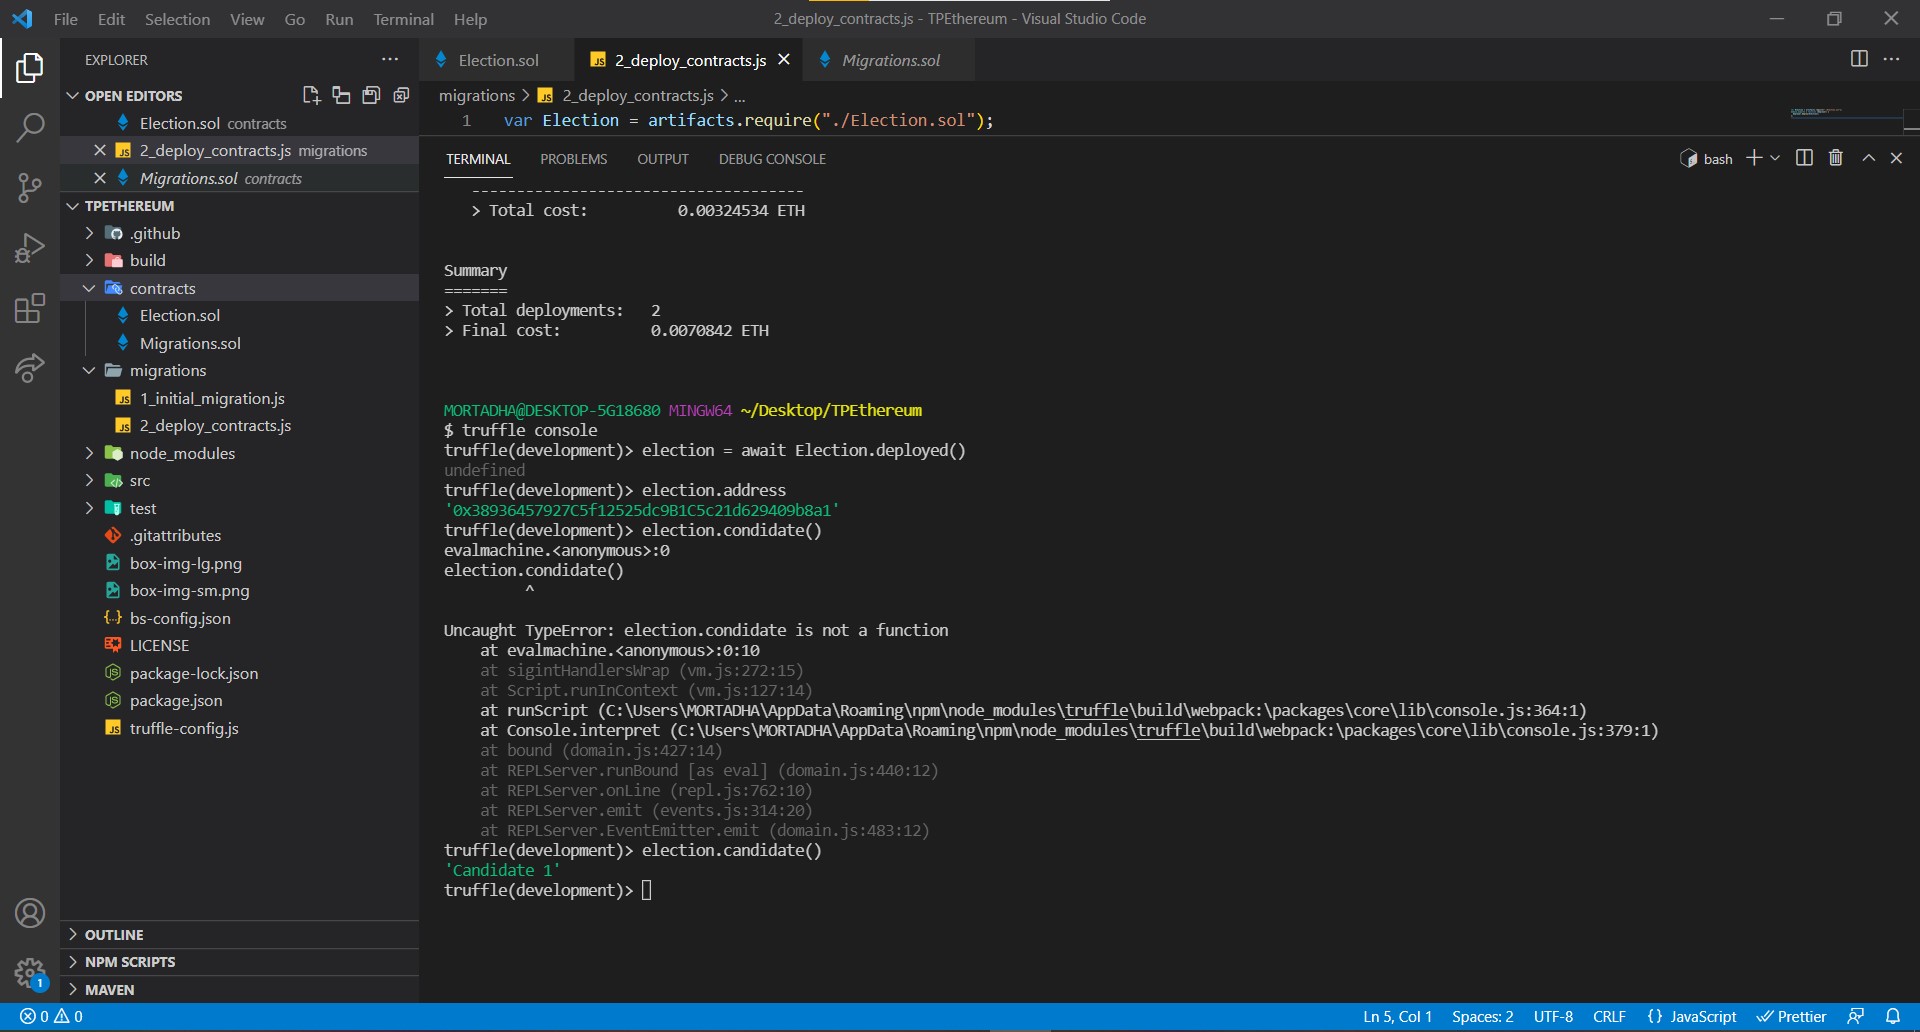 File Edit Selection View Go Run Terminal Help
2_deploy_contracts.js - TPEthereum - Visual Studio Code
EXPLORER
OPEN EDITORS
Election.sol contracts
2_deploy_contracts.js migrations
Migrations.sol contracts
TPETHEREUM
.github
build
contracts
Election.sol
Migrations.sol
migrations
1_initial_migration.js
2_deploy_contracts.js
node_modules
src
test
.gitattributes
box-img-lg.png
box-img-sm.png
bs-config.json
LICENSE
package-lock.json
package.json
truffle-config.js
OUTLINE
NPM SCRIPTS
MAVEN
Election.sol 2_deploy_contracts.js Migrations.sol
migrations > 2_deploy_contracts.js > ...
1 var Election = artifacts.require("./Election.sol");
TERMINAL PROBLEMS OUTPUT DEBUG CONSOLE
bash
-------------------------------------
> Total cost: 0.00324534 ETH
Summary
=======
> Total deployments: 2
> Final cost: 0.0070842 ETH
MORTADHA@DESKTOP-5G18680 MINGW64 ~/Desktop/TPEthereum
$ truffle console
truffle(development)> election = await Election.deployed()
undefined
truffle(development)> election.address
'0x38936457927C5f12525dc9B1C5c21d629409b8a1'
truffle(development)> election.condidate()
evalmachine.<anonymous>:0
election.condidate()
^
Uncaught TypeError: election.condidate is not a function
at evalmachine.<anonymous>:0:10
at sigintHandlersWrap (vm.js:272:15)
at Script.runInContext (vm.js:127:14)
at runScript (C:\Users\MORTADHA\AppData\Roaming\npm\node_modules\truffle\build\webpack:\packages\core\lib\console.js:364:1)
at Console.interpret (C:\Users\MORTADHA\AppData\Roaming\npm\node_modules\truffle\build\webpack:\packages\core\lib\console.js:379:1)
at bound (domain.js:427:14)
at REPLServer.runBound [as eval] (domain.js:440:12)
at REPLServer.onLine (repl.js:762:10)
at REPLServer.emit (events.js:314:20)
at REPLServer.EventEmitter.emit (domain.js:483:12)
truffle(development)> election.candidate()
'Candidate 1'
truffle(development)>
1
0 0
Ln 5, Col 1 Spaces: 2 UTF-8 CRLF {} JavaScript Prettier